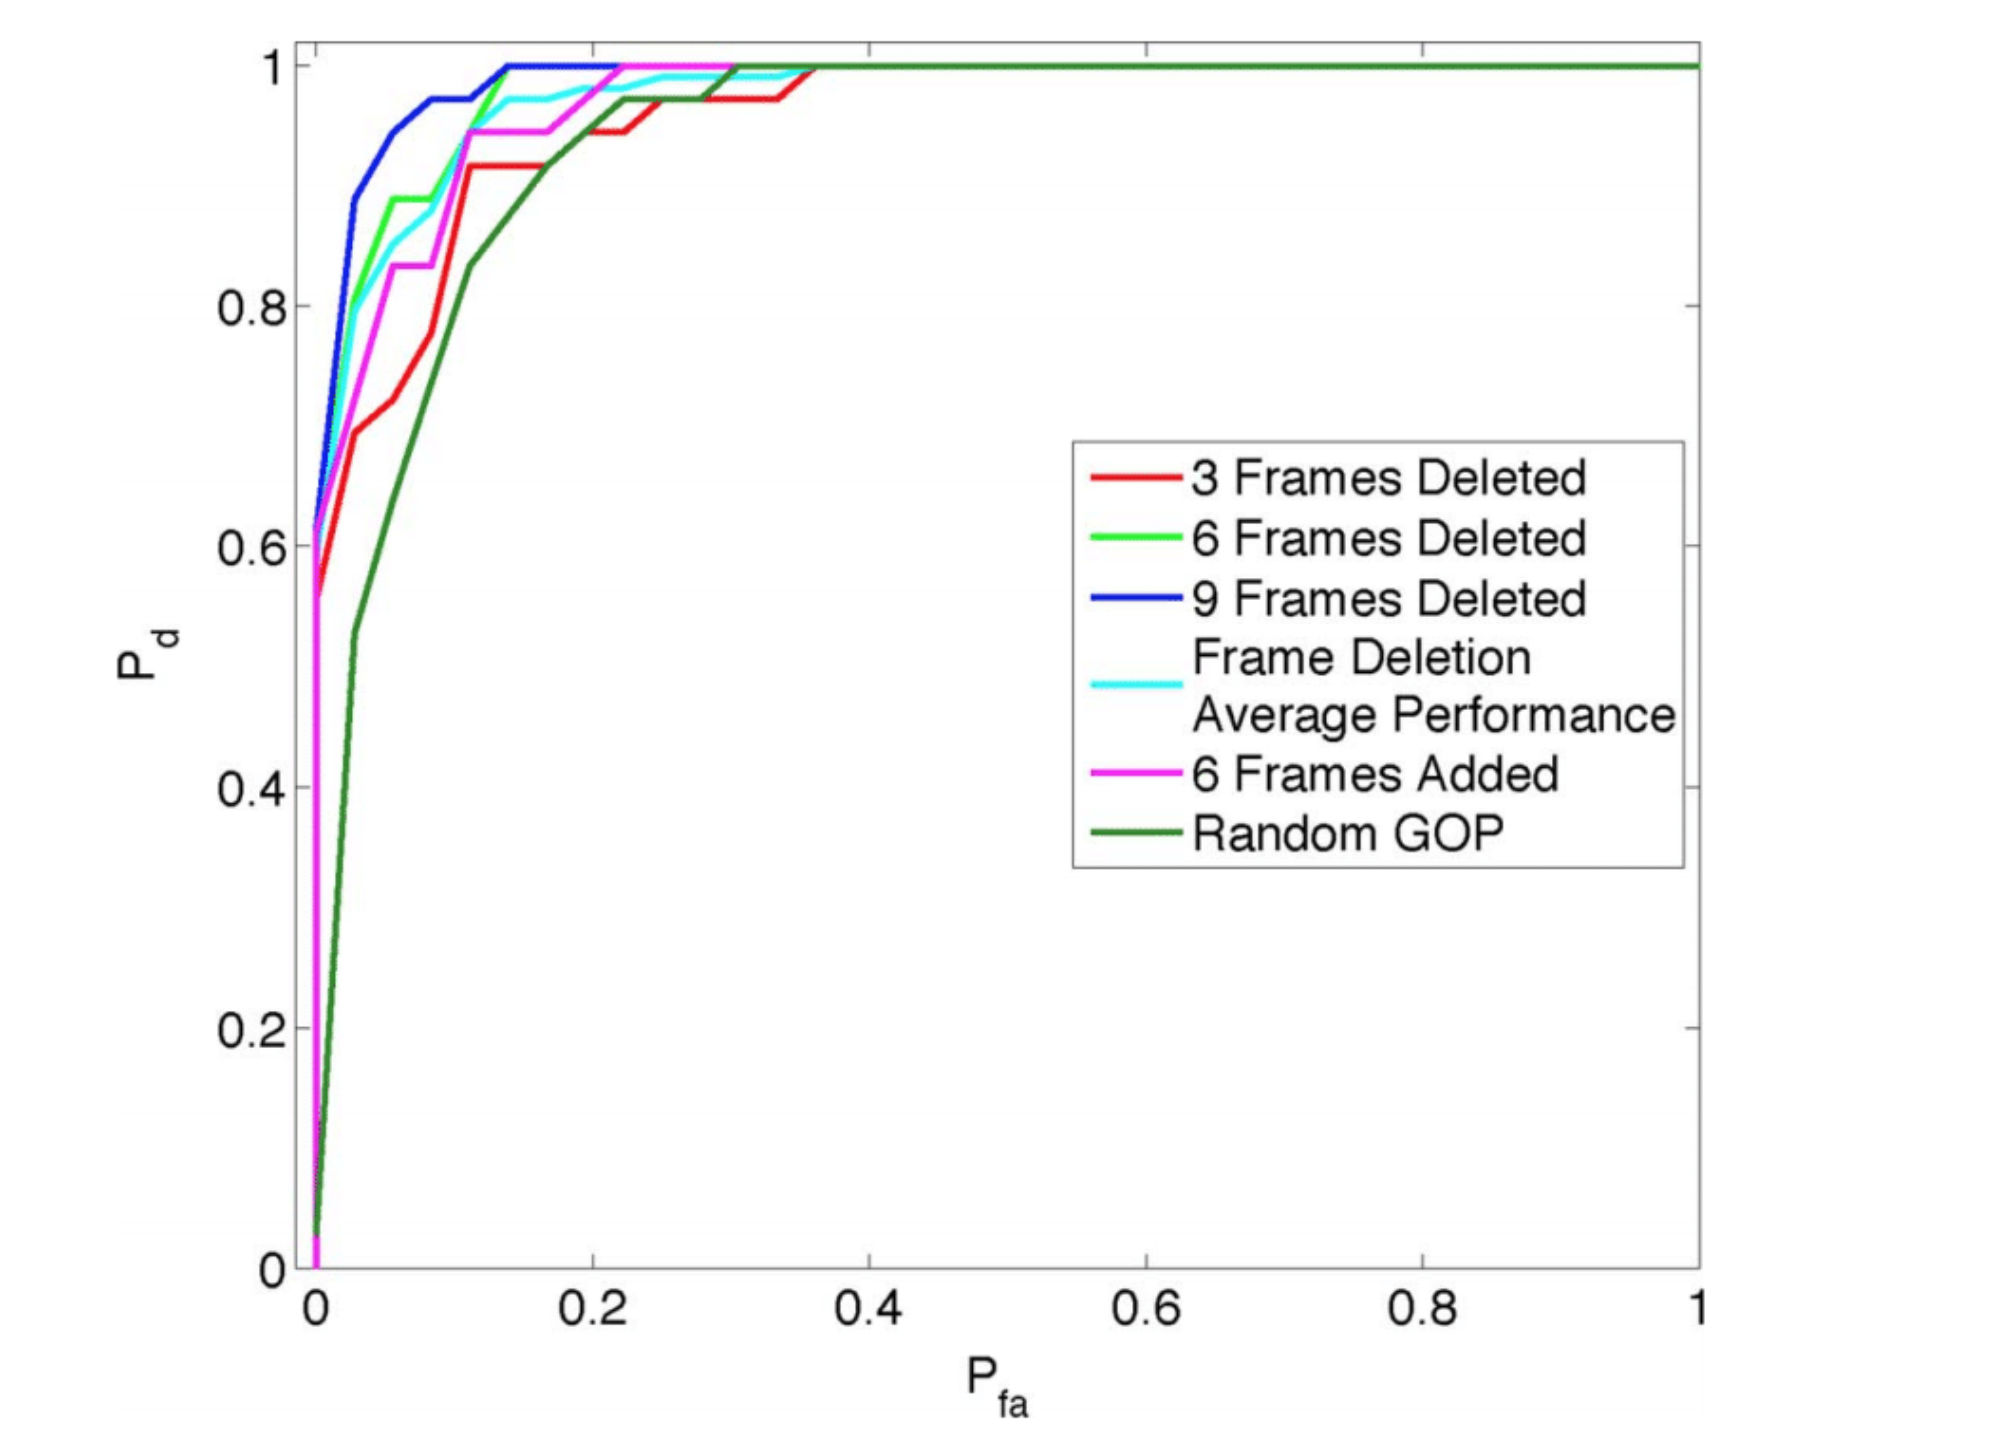 1
0.8
0.6
0.4
0.2
0
0 0.2 0.4 0.6 0.8 1
P_d
P_fa
3 Frames Deleted
6 Frames Deleted
9 Frames Deleted
Frame Deletion
Average Performance
6 Frames Added
Random GOP